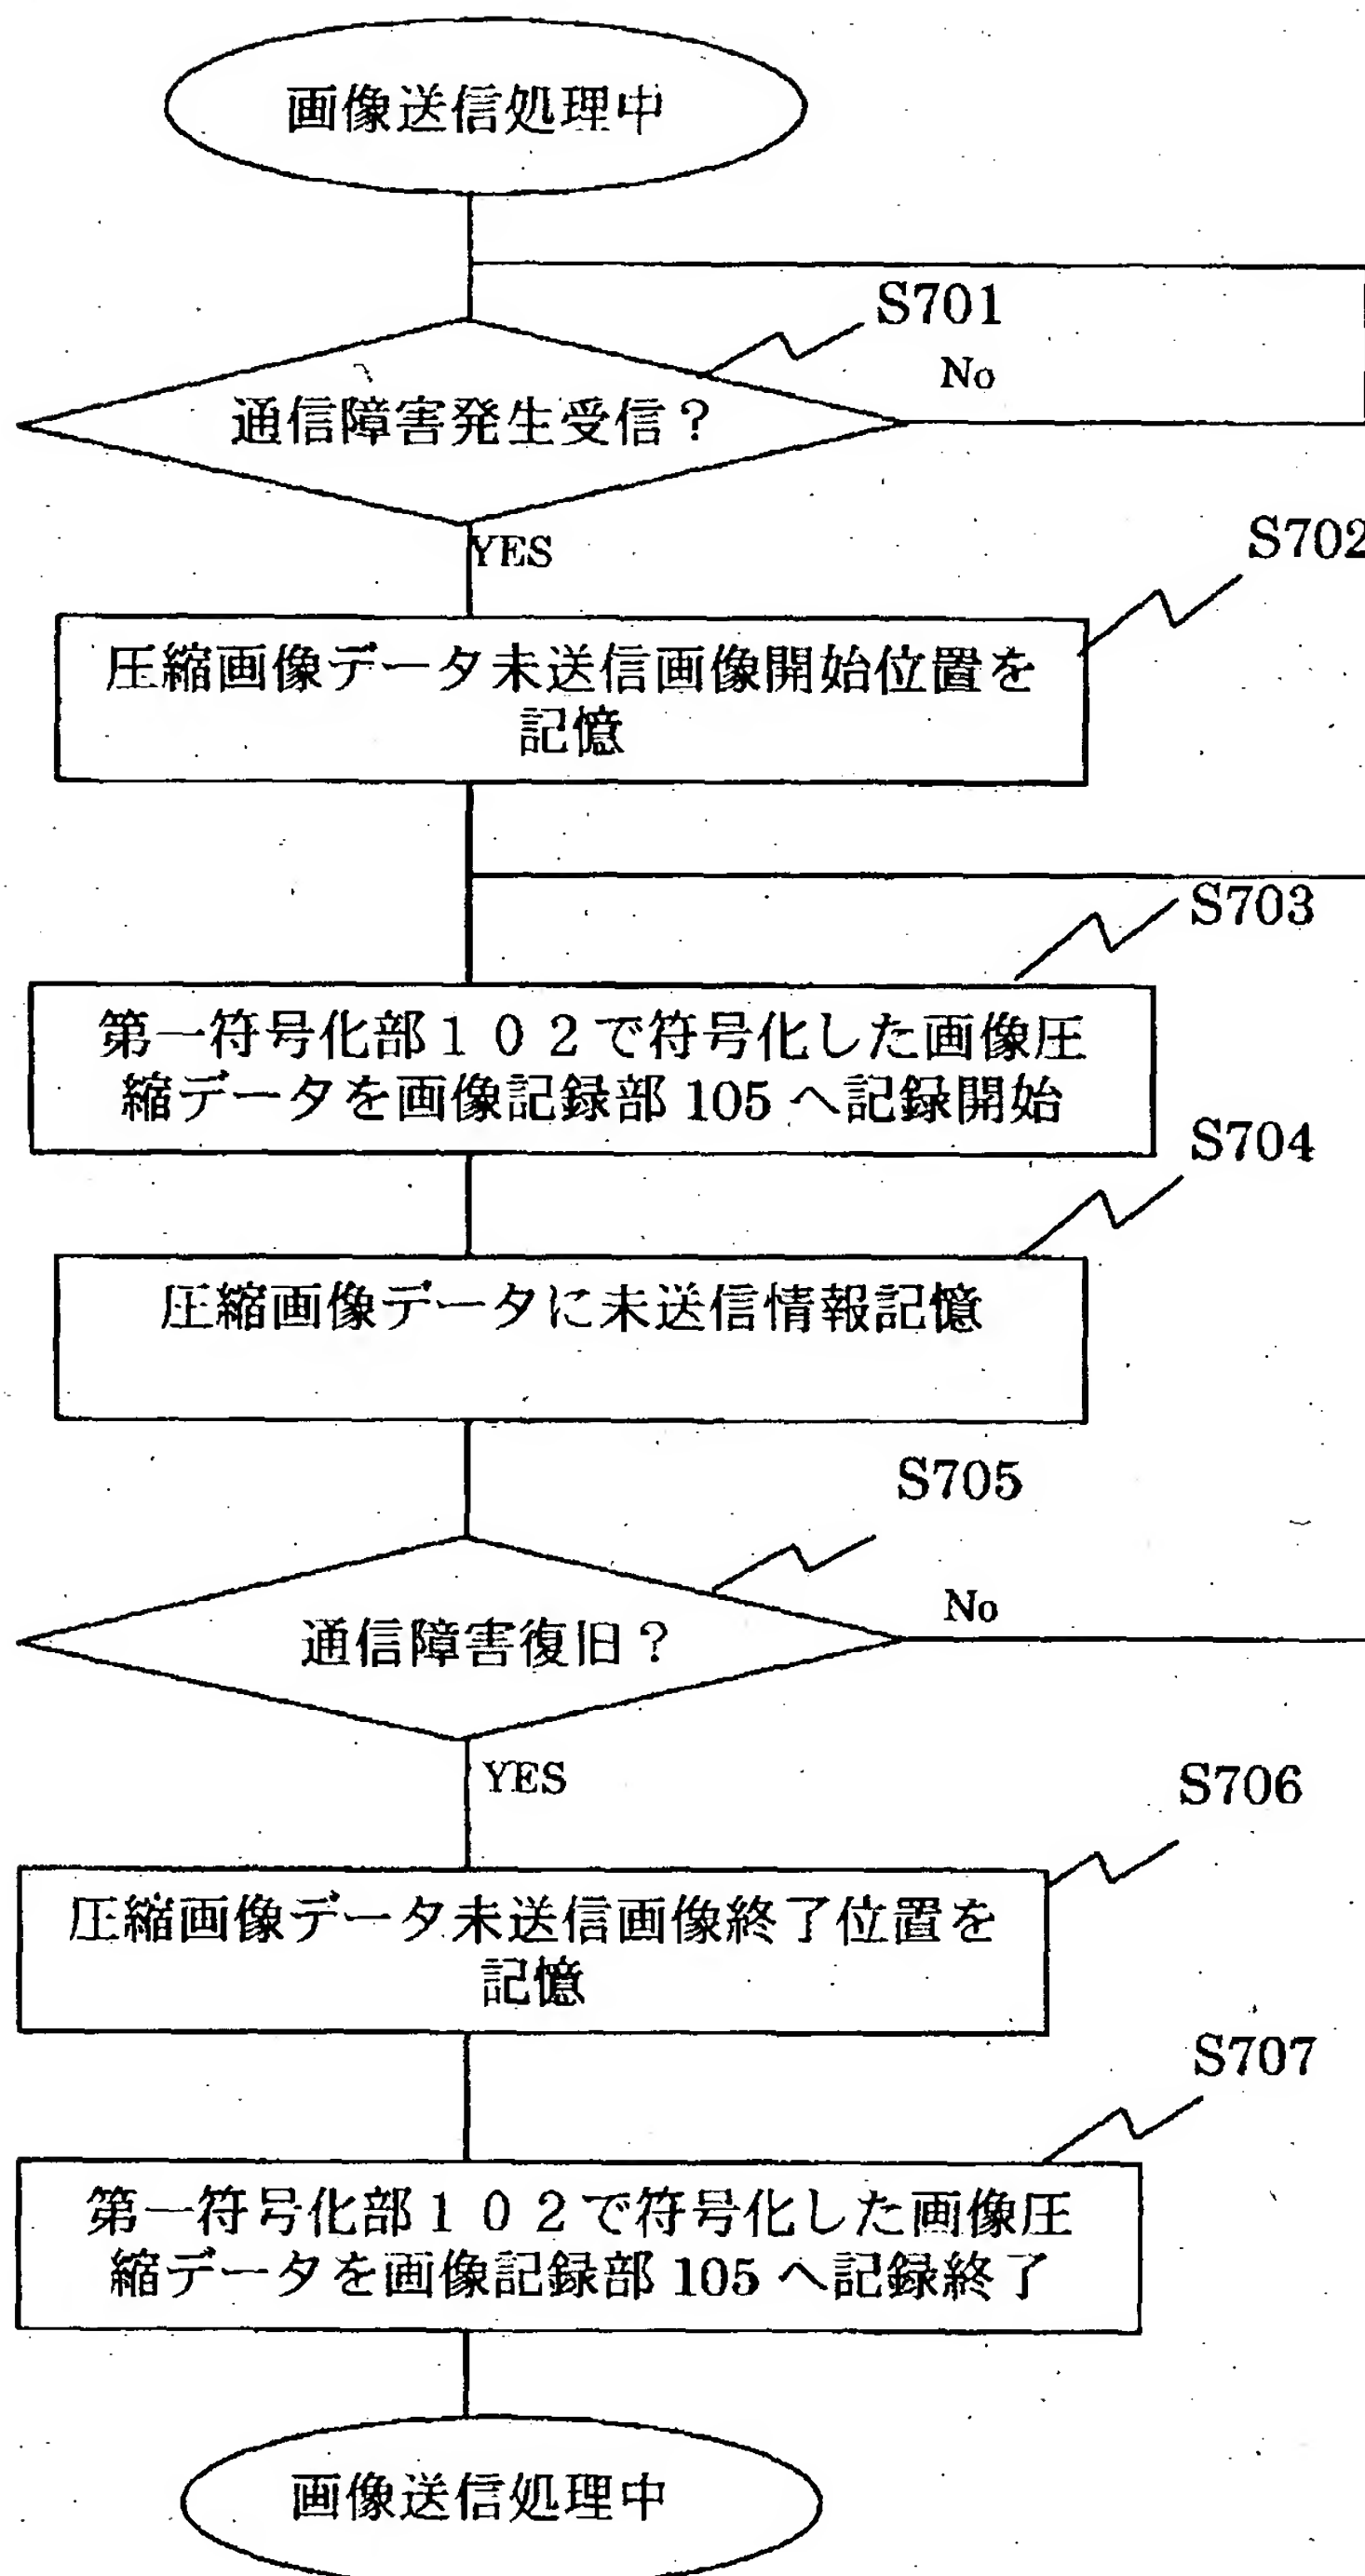 画像送信処理中
S701
No
通信障害発生受信？
YES
S702
圧縮画像データ未送信画像開始位置を
記憶
S703
第一符号化部１０２で符号化した画像圧
縮データを画像記録部 105 へ記録開始
S704
圧縮画像データに未送信情報記憶
S705
No
通信障害復旧？
YES
S706
圧縮画像データ未送信画像終了位置を
記憶
S707
第一符号化部１０２で符号化した画像圧
縮データを画像記録部 105 へ記録終了
画像送信処理中